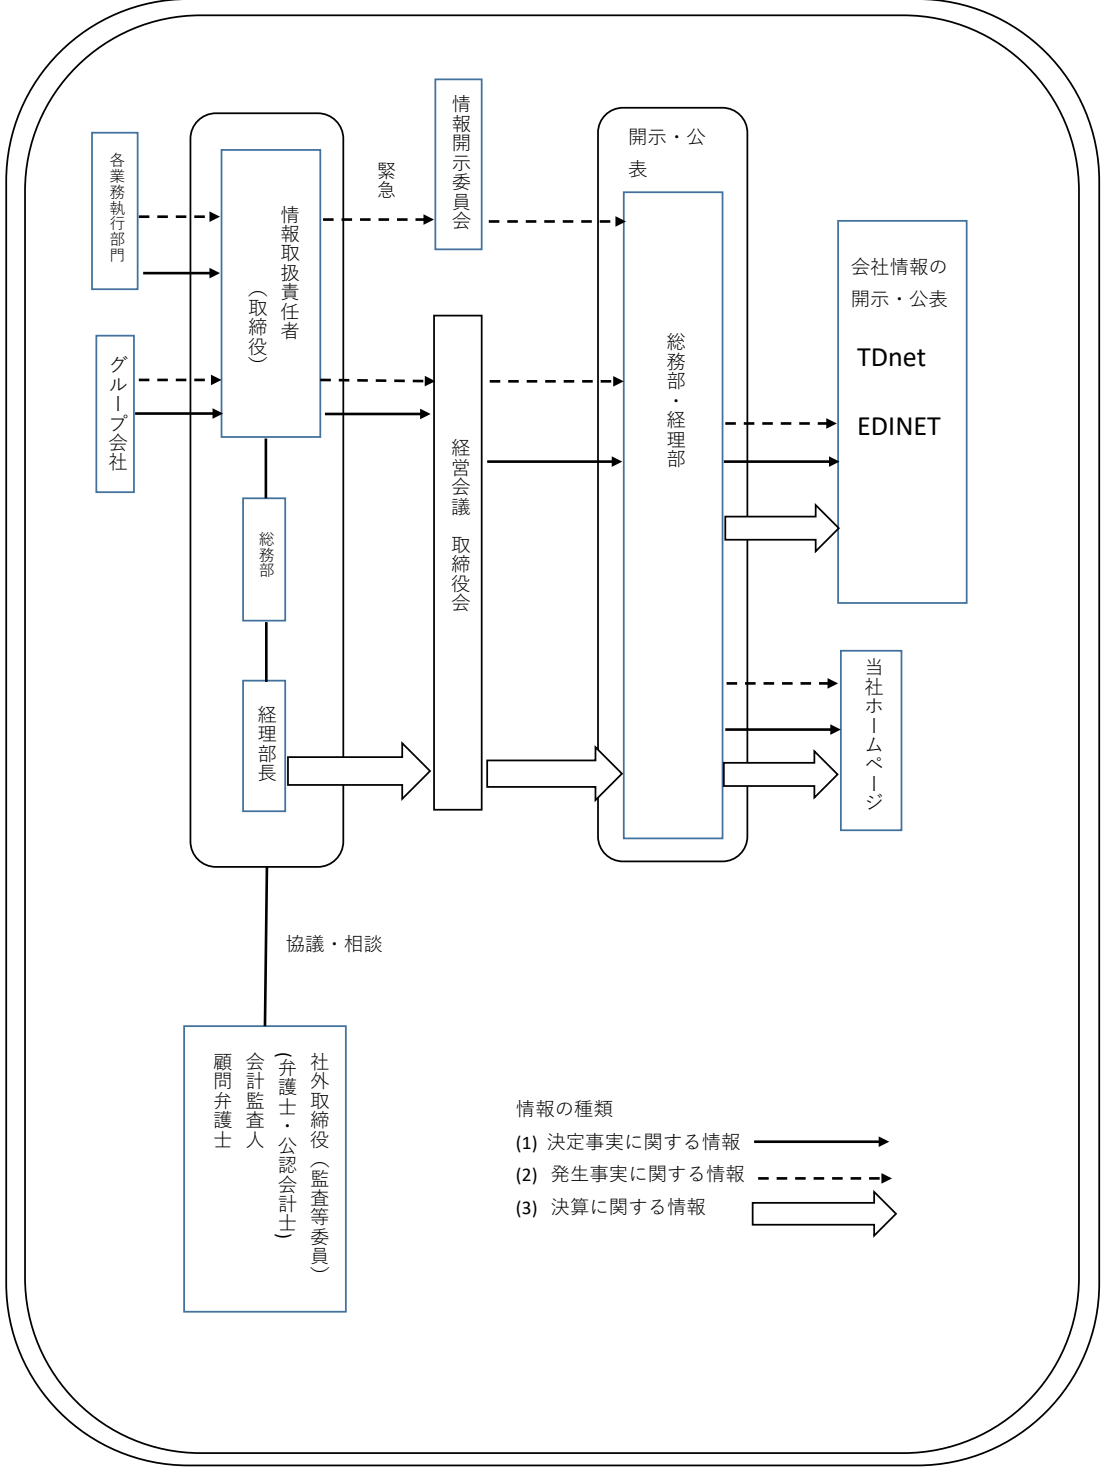 各業務執行部門
グループ会社
情報取扱責任者
（取締役）
総務部
経理部長
緊急
情報開示委員会
経営会議　取締役会
開示・公
表
総務部・経理部
会社情報の
開示・公表
TDnet
EDINET
当社ホームページ
協議・相談
社外取締役（監査等委員）
(弁護士・公認会計士)
会計監査人
顧問弁護士
情報の種類
(1) 決定事実に関する情報
(2) 発生事実に関する情報
(3) 決算に関する情報